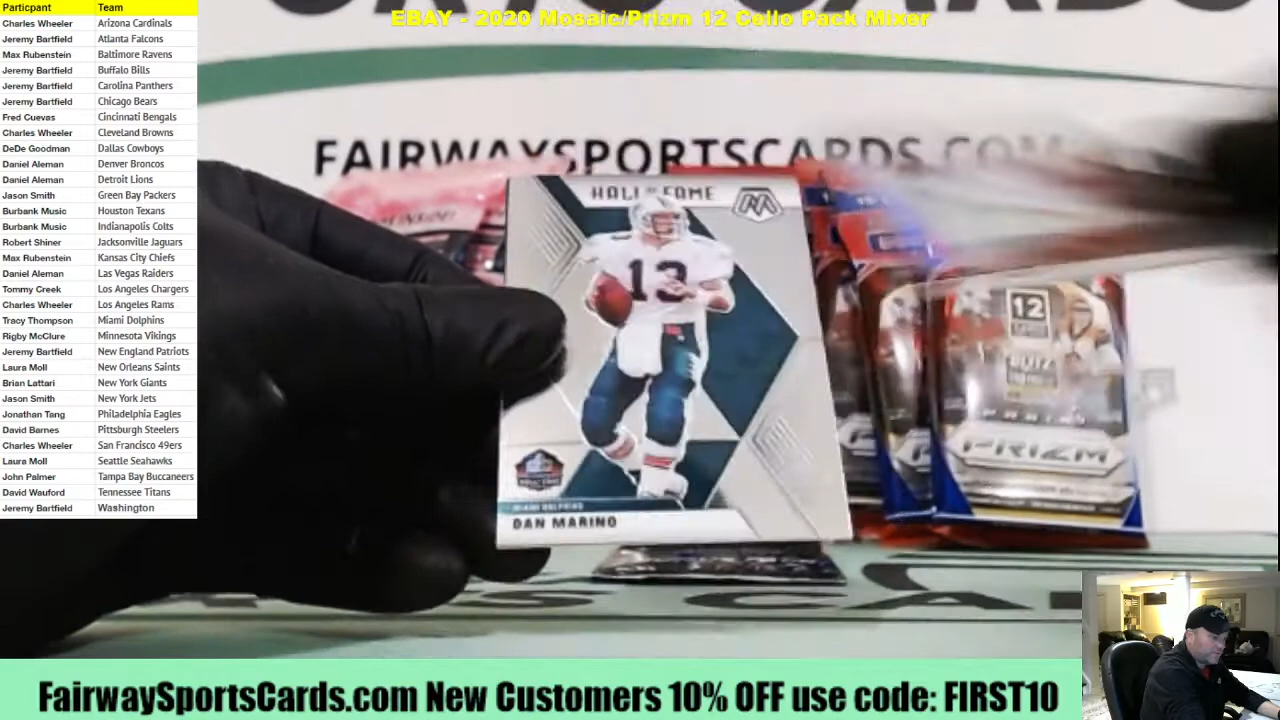 EBAY - 2020 Mosaic/Prizm 12 Cello Pack Mixer
Particpant Team
Charles Wheeler Arizona Cardinals
Jeremy Bartfield Atlanta Falcons
Max Rubenstein Baltimore Ravens
Jeremy Bartfield Buffalo Bills
Jeremy Bartfield Carolina Panthers
Jeremy Bartfield Chicago Bears
Fred Cuevas Cincinnati Bengals
Charles Wheeler Cleveland Browns
DeDe Goodman Dallas Cowboys
Daniel Aleman Denver Broncos
Daniel Aleman Detroit Lions
Jason Smith Green Bay Packers
Burbank Music Houston Texans
Burbank Music Indianapolis Colts
Robert Shiner Jacksonville Jaguars
Max Rubenstein Kansas City Chiefs
Daniel Aleman Las Vegas Raiders
Tommy Creek Los Angeles Chargers
Charles Wheeler Los Angeles Rams
Tracy Thompson Miami Dolphins
Rigby McClure Minnesota Vikings
Jeremy Bartfield New England Patriots
Laura Moll New Orleans Saints
Brian Lattari New York Giants
Jason Smith New York Jets
Jonathan Tang Philadelphia Eagles
David Barnes Pittsburgh Steelers
Charles Wheeler San Francisco 49ers
Laura Moll Seattle Seahawks
John Palmer Tampa Bay Buccaneers
David Wauford Tennessee Titans
Jeremy Bartfield Washington
FAIRWAYSPORTSCARDS.COM
HALL OF FAME
13
MIAMI DOLPHINS
DAN MARINO
12
BLITZ
PRIZM
FairwaySportsCards.com New Customers 10% OFF use code: FIRST10